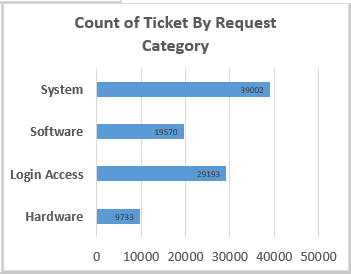 Count of Ticket By Request
Category
System
39002
Software
19570
Login Access
29193
Hardware
9733
0 10000 20000 30000 40000 50000